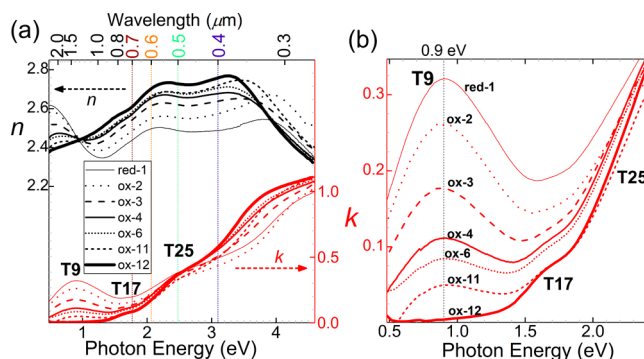 Wavelength (μm)
(a)
2.0
1.5
1.0
0.8
0.7
0.6
0.5
0.4
0.3
2.8
2.6
2.4
2.2
n
n
red-1
ox-2
ox-3
ox-4
ox-6
ox-11
ox-12
T9
T17
T25
k
1.0
0.5
0.0
1
2
3
4
Photon Energy (eV)
(b)
0.9 eV
T9
red-1
ox-2
ox-3
ox-4
ox-6
ox-11
ox-12
T17
T25
k
0.3
0.2
0.1
0.5
1.0
1.5
2.0
Photon Energy (eV)